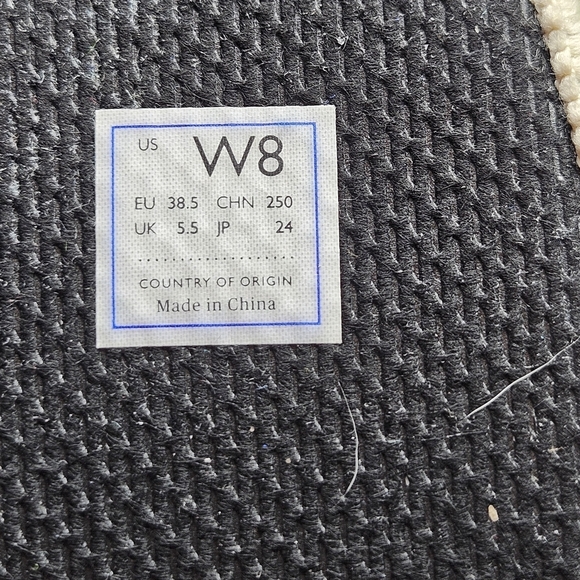 US W8
EU 38.5 CHN 250
UK 5.5 JP 24
COUNTRY OF ORIGIN
Made in China